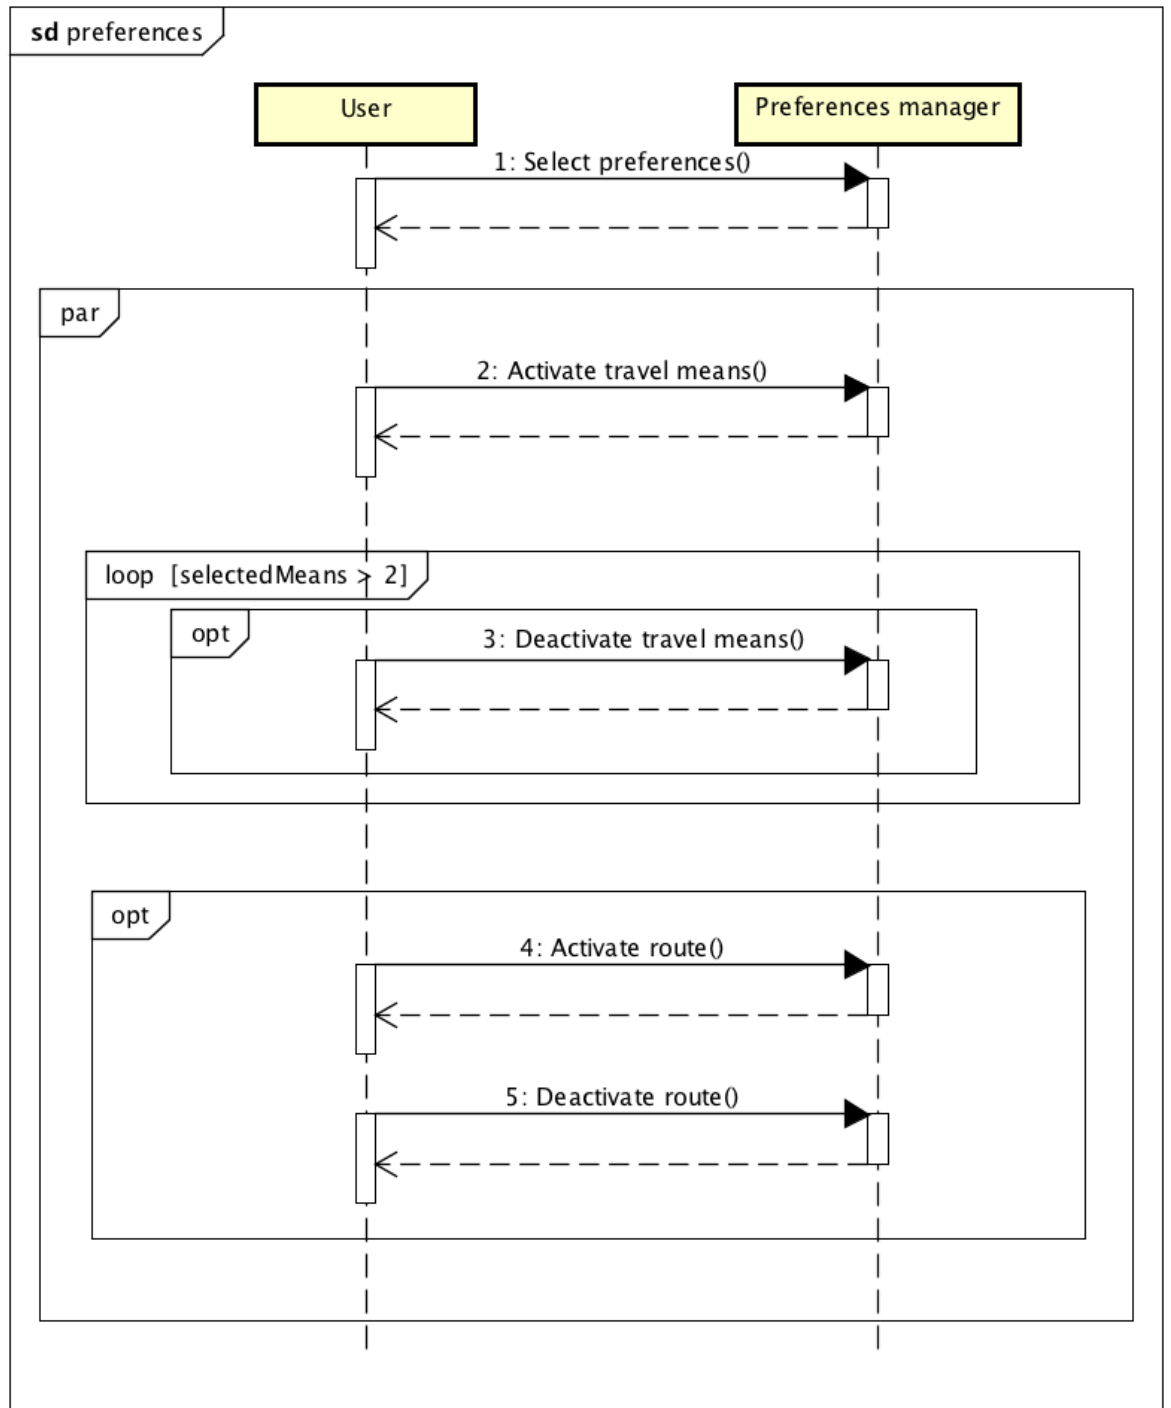 sd preferences
User
Preferences manager
1: Select preferences()
par
2: Activate travel means()
loop [selectedMeans > 2]
opt
3: Deactivate travel means()
opt
4: Activate route()
5: Deactivate route()